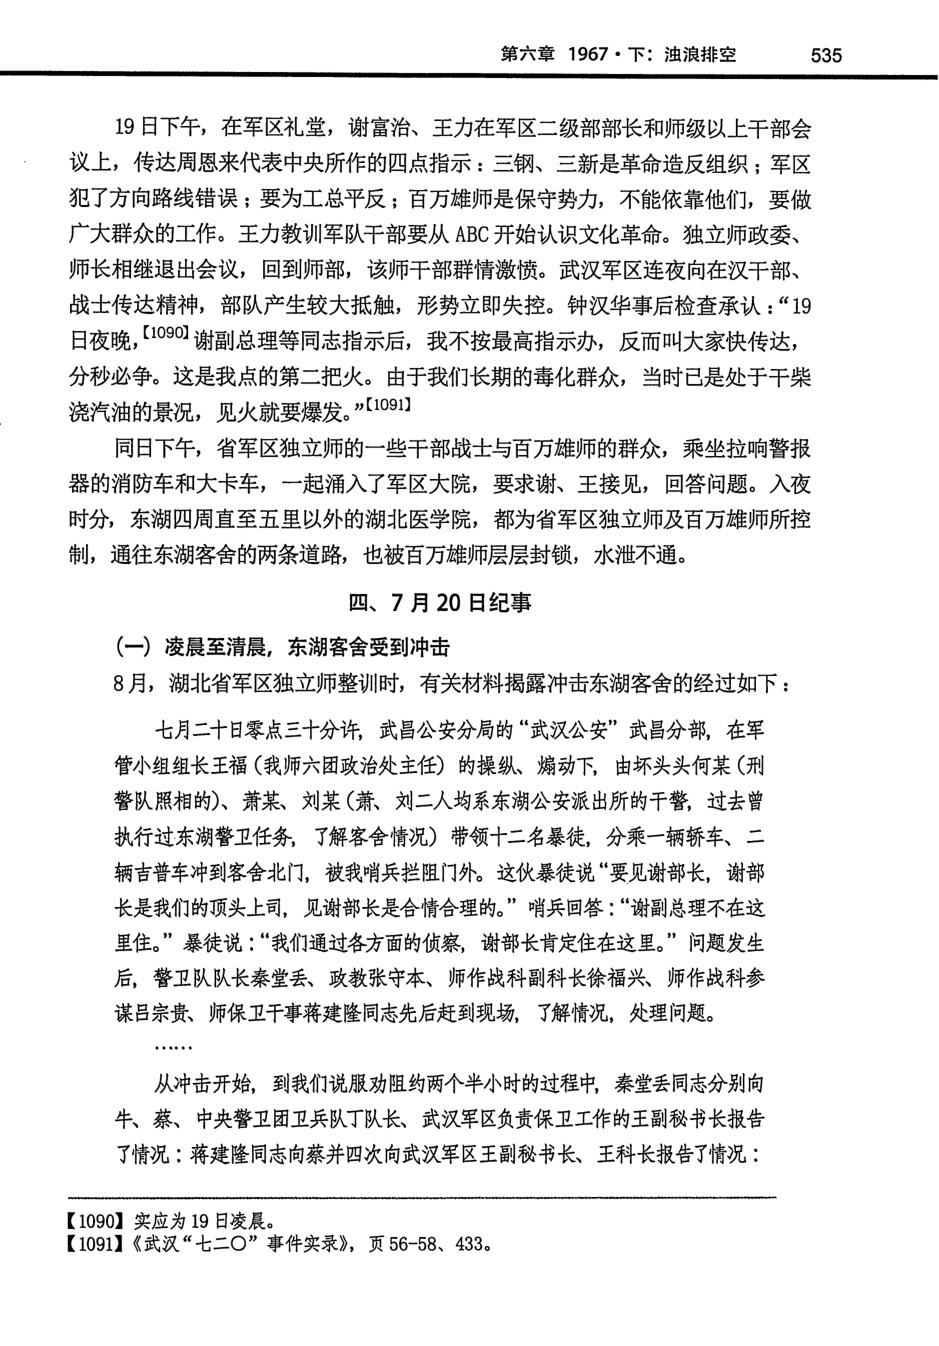 第六章 1967·下：浊浪排空 535
19日下午，在军区礼堂，谢富治、王力在军区二级部部长和师级以上干部会
议上，传达周恩来代表中央所作的四点指示：三钢、三新是革命造反组织；军区
犯了方向路线错误；要为工总平反；百万雄师是保守势力，不能依靠他们，要做
广大群众的工作。王力教训军队干部要从 ABC 开始认识文化革命。独立师政委、
师长相继退出会议，回到师部，该师干部群情激愤。武汉军区连夜向在汉干部、
战士传达精神，部队产生较大抵触，形势立即失控。钟汉华事后检查承认：“19
日夜晚，【1090】谢副总理等同志指示后，我不按最高指示办，反而叫大家快传达，
分秒必争。这是我点的第二把火。由于我们长期的毒化群众，当时已是处于干柴
浇汽油的景况，见火就要爆发。”【1091】
同日下午，省军区独立师的一些干部战士与百万雄师的群众，乘坐拉响警报
器的消防车和大卡车，一起涌入了军区大院，要求谢、王接见，回答问题。入夜
时分，东湖四周直至五里以外的湖北医学院，都为省军区独立师及百万雄师所控
制，通往东湖客舍的两条道路，也被百万雄师层层封锁，水泄不通。
四、7月20日纪事
（一）凌晨至清晨，东湖客舍受到冲击
8月，湖北省军区独立师整训时，有关材料揭露冲击东湖客舍的经过如下：
七月二十日零点三十分许，武昌公安分局的“武汉公安”武昌分部，在军
管小组组长王福（我师六团政治处主任）的操纵、煽动下，由坏头头何某（刑
警队照相的）、萧某、刘某（萧、刘二人均系东湖公安派出所的干警，过去曾
执行过东湖警卫任务，了解客舍情况）带领十二名暴徒，分乘一辆轿车、二
辆吉普车冲到客舍北门，被我哨兵拦阻门外。这伙暴徒说“要见谢部长，谢部
长是我们的顶头上司，见谢部长是合情合理的。”哨兵回答：“谢副总理不在这
里住。”暴徒说：“我们通过各方面的侦察，谢部长肯定住在这里。”问题发生
后，警卫队队长秦堂丢、政教张守本、师作战科副科长徐福兴、师作战科参
谋吕宗贵、师保卫干事蒋建隆同志先后赶到现场，了解情况，处理问题。
……
从冲击开始，到我们说服劝阻约两个半小时的过程中，秦堂丢同志分别向
牛、蔡、中央警卫团卫兵队丁队长、武汉军区负责保卫工作的王副秘书长报告
了情况：蒋建隆同志向蔡并四次向武汉军区王副秘书长、王科长报告了情况：
【1090】实应为19日凌晨。
【1091】《武汉“七二〇”事件实录》，页56-58、433。